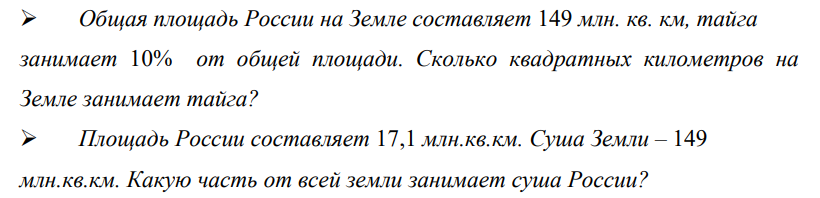 ➢ Общая площадь России на Земле составляет 149 млн. кв. км, тайга
занимает 10% от общей площади. Сколько квадратных километров на
Земле занимает тайга?
➢ Площадь России составляет 17,1 млн.кв.км. Суша Земли – 149
млн.кв.км. Какую часть от всей земли занимает суша России?